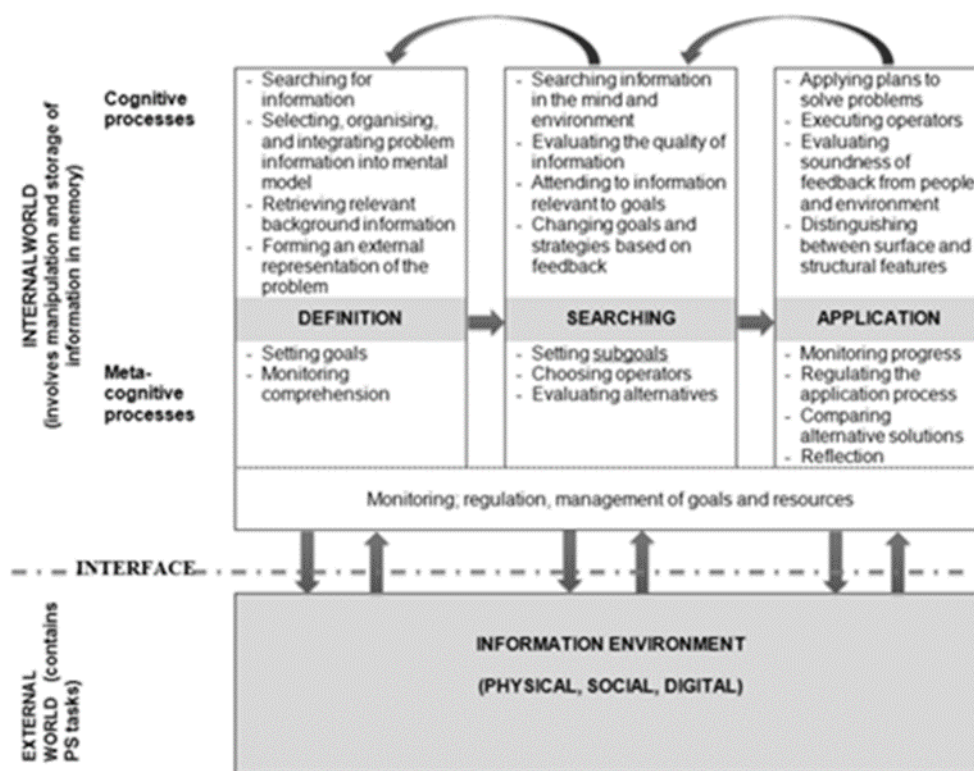 INTERNAL WORLD
(involves manipulation and storage of
information in memory)
Cognitive
processes
- Searching for
information
- Selecting, organising,
and integrating problem
information into mental
model
- Retrieving relevant
background information
- Forming an external
representation of the
problem
- Searching information
in the mind and
environment
- Evaluating the quality of
information
- Attending to information
relevant to goals
- Changing goals and
strategies based on
feedback
- Applying plans to
solve problems
- Executing operators
- Evaluating
soundness of
feedback from people
and environment
- Distinguishing
between surface and
structural features
DEFINITION
SEARCHING
APPLICATION
Meta-
cognitive
processes
- Setting goals
- Monitoring
comprehension
- Setting subgoals
- Choosing operators
- Evaluating alternatives
- Monitoring progress
- Regulating the
application process
- Comparing
alternative solutions
- Reflection
Monitoring; regulation, management of goals and resources
INTERFACE
EXTERNAL
WORLD (contains
PS tasks)
INFORMATION ENVIRONMENT
(PHYSICAL, SOCIAL, DIGITAL)